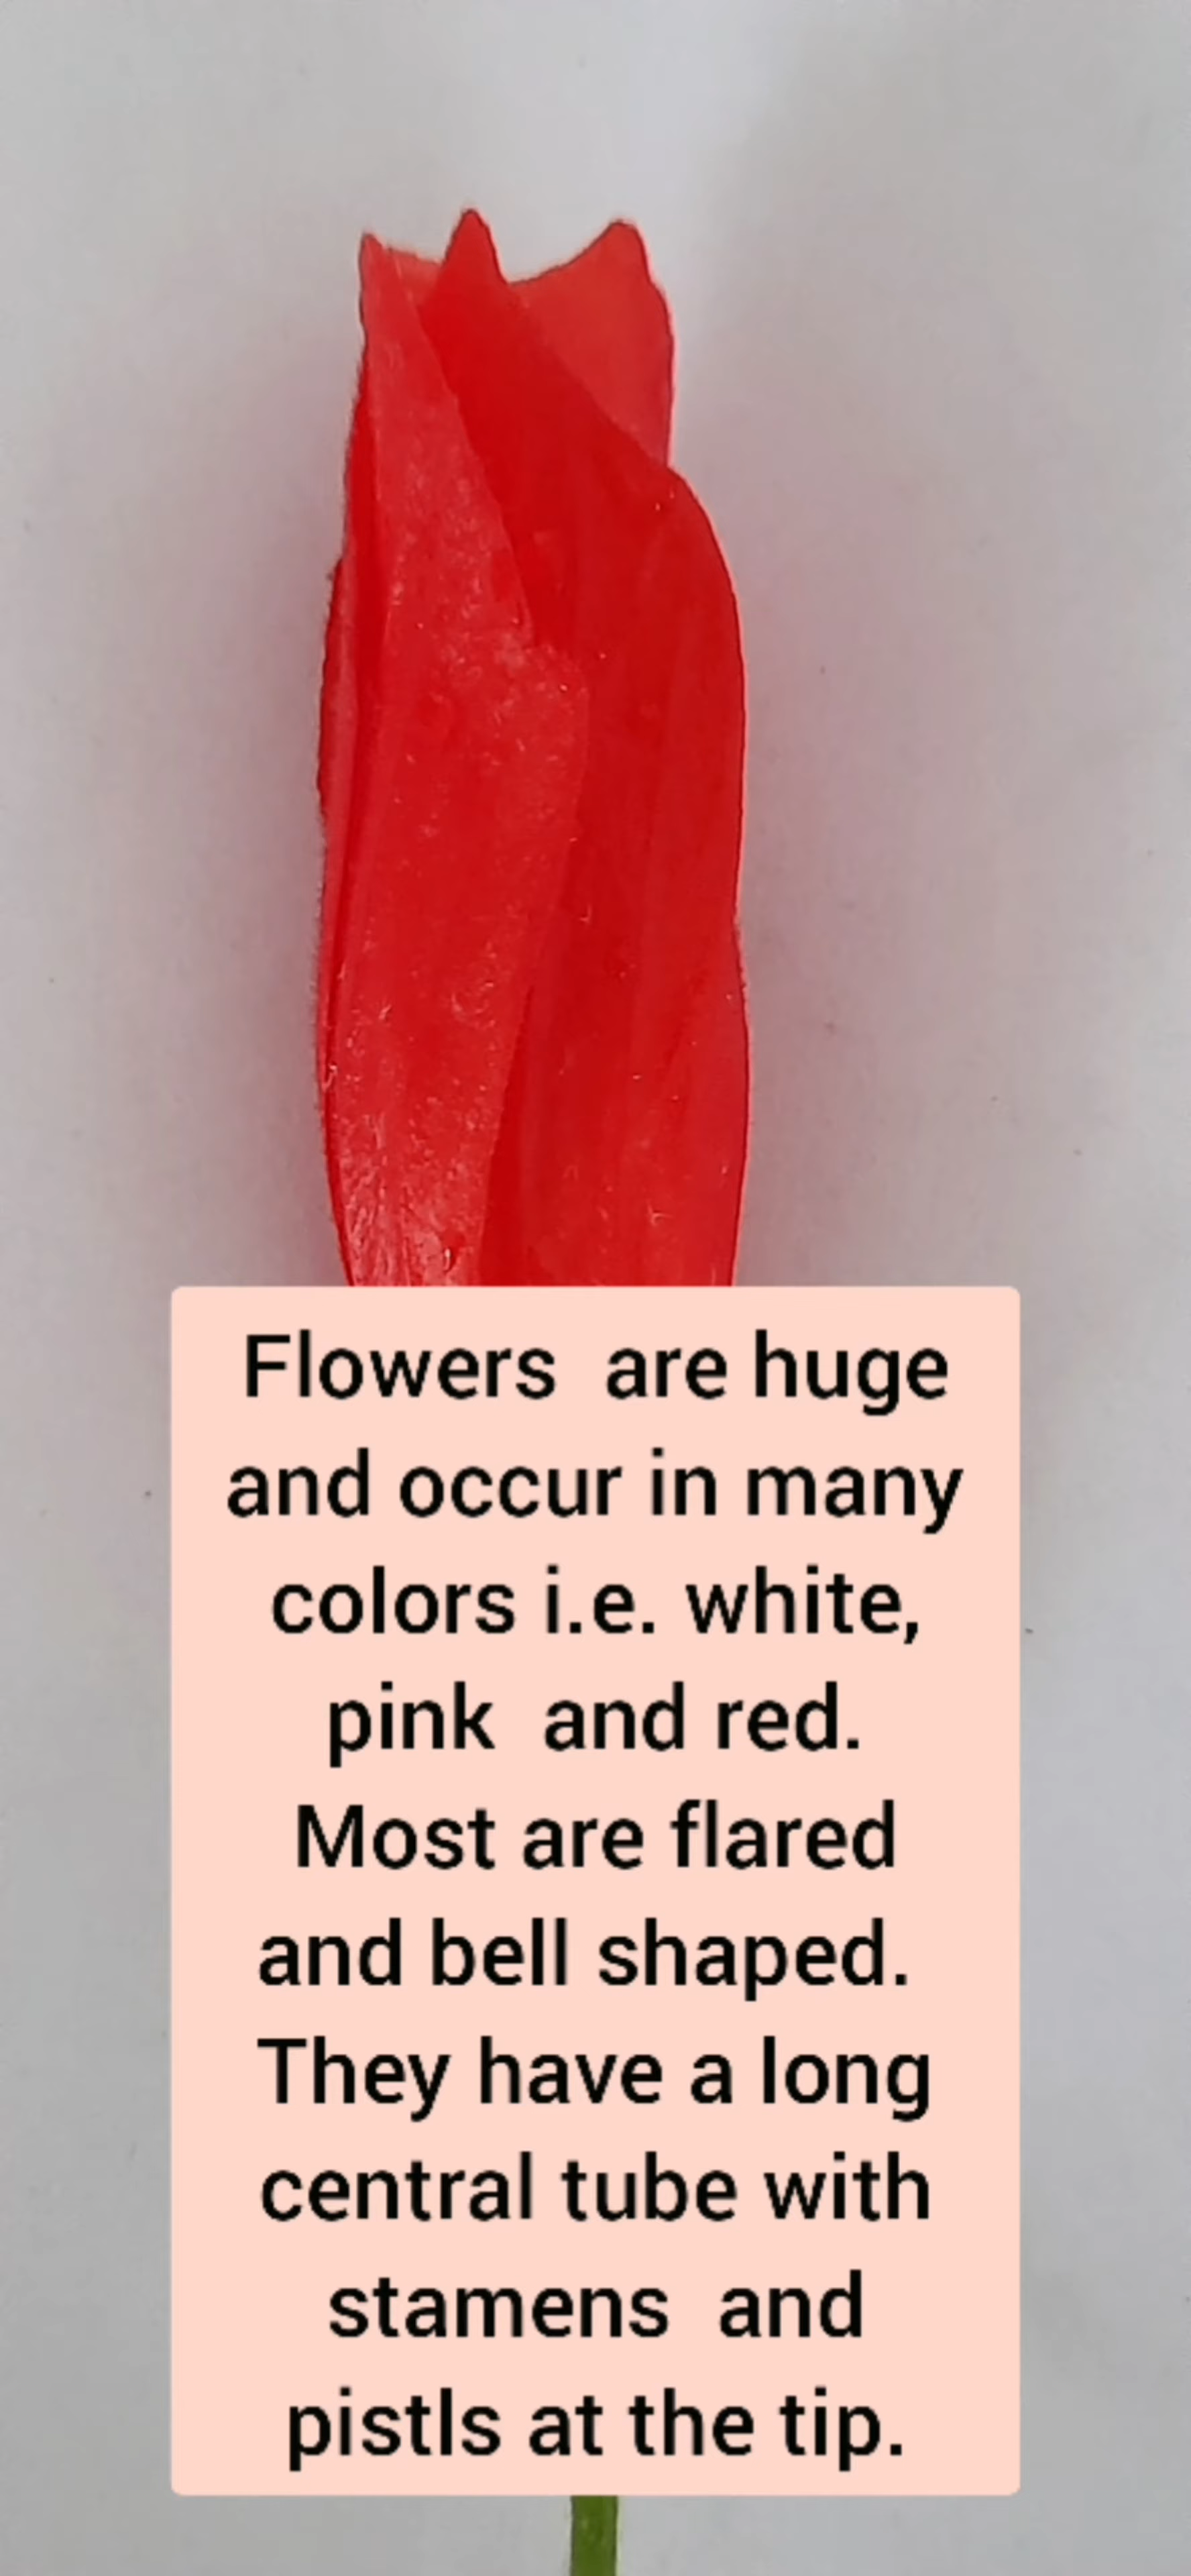 Flowers  are huge
and occur in many
colors i.e. white,
pink  and red.
Most are flared
and bell shaped.
They have a long
central tube with
stamens  and
pistls at the tip.